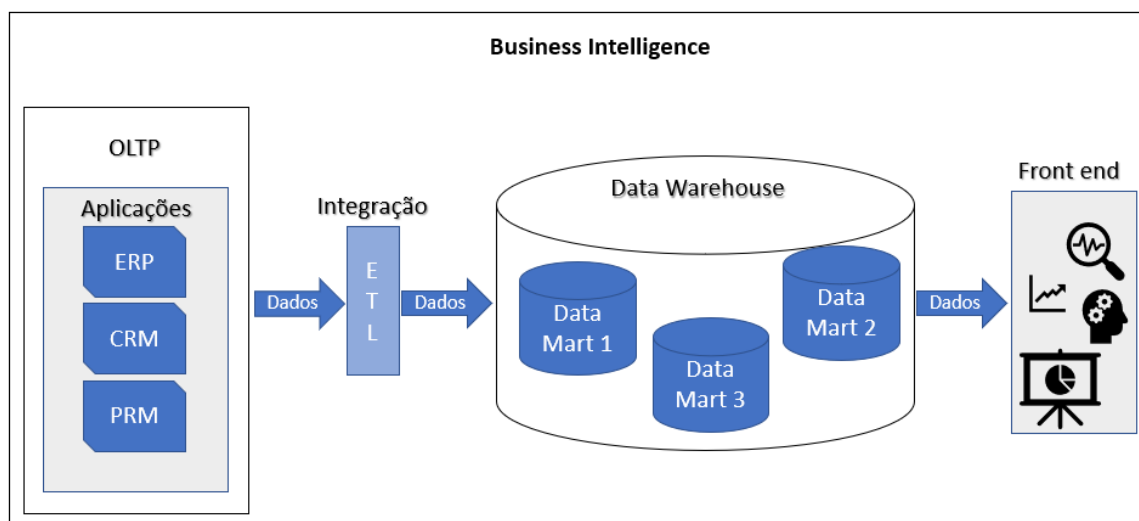 Business Intelligence
OLTP
Aplicações
ERP
CRM
PRM
Dados
Integração
E
T
L
Dados
Data Warehouse
Data
Mart 1
Data
Mart 2
Data
Mart 3
Dados
Front end